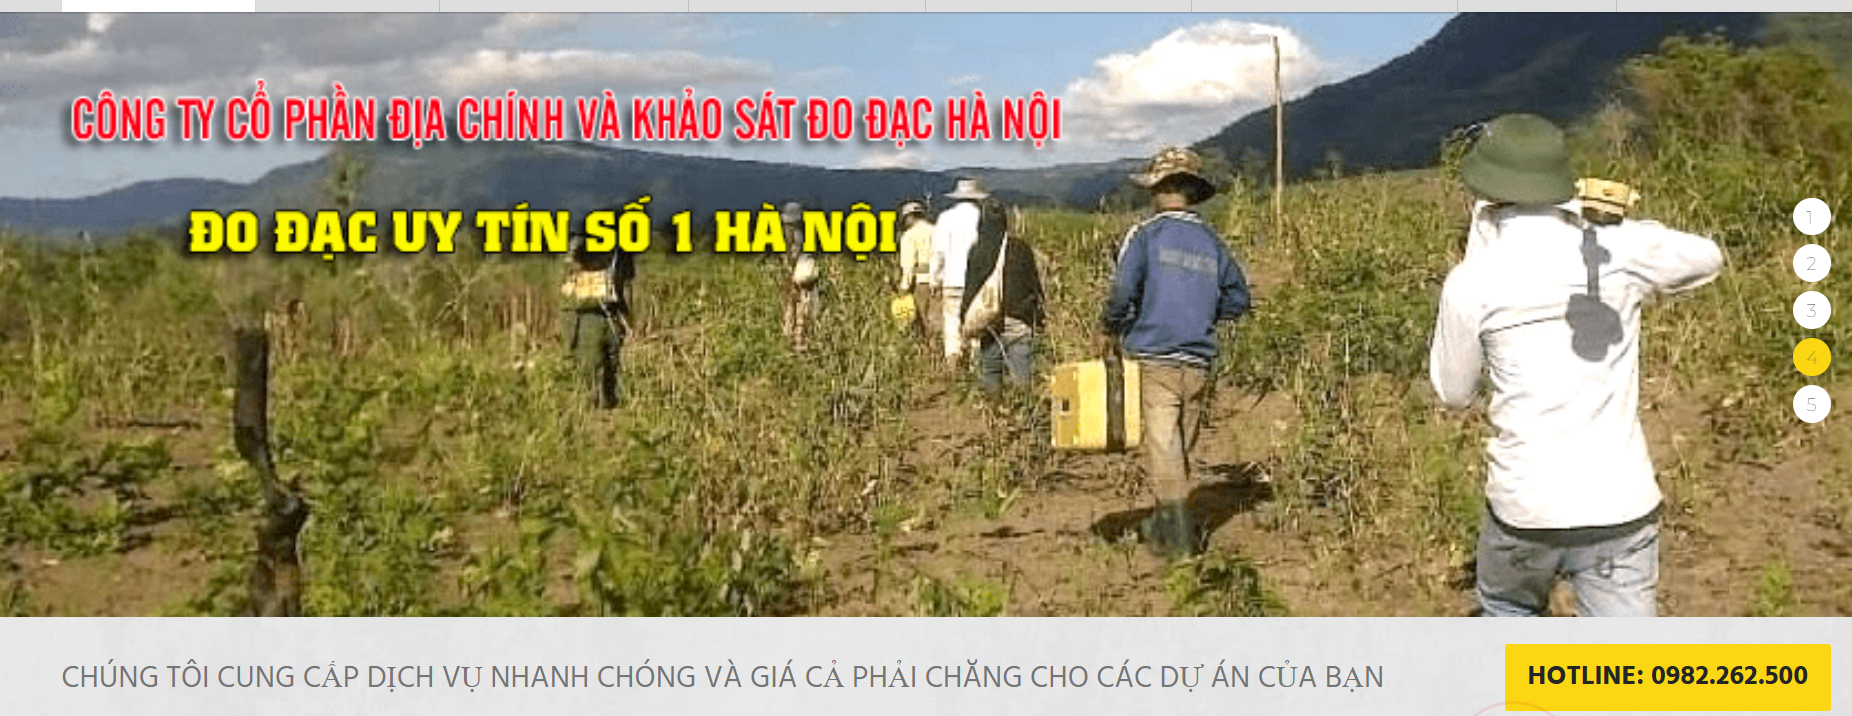 CÔNG TY CỔ PHẦN ĐỊA CHÍNH VÀ KHẢO SÁT ĐO ĐẠC HÀ NỘI
ĐO ĐẠC UY TÍN SỐ 1 HÀ NỘI
1
2
3
4
5
CHÚNG TÔI CUNG CẤP DỊCH VỤ NHANH CHÓNG VÀ GIÁ CẢ PHẢI CHĂNG CHO CÁC DỰ ÁN CỦA BẠN
HOTLINE: 0982.262.500